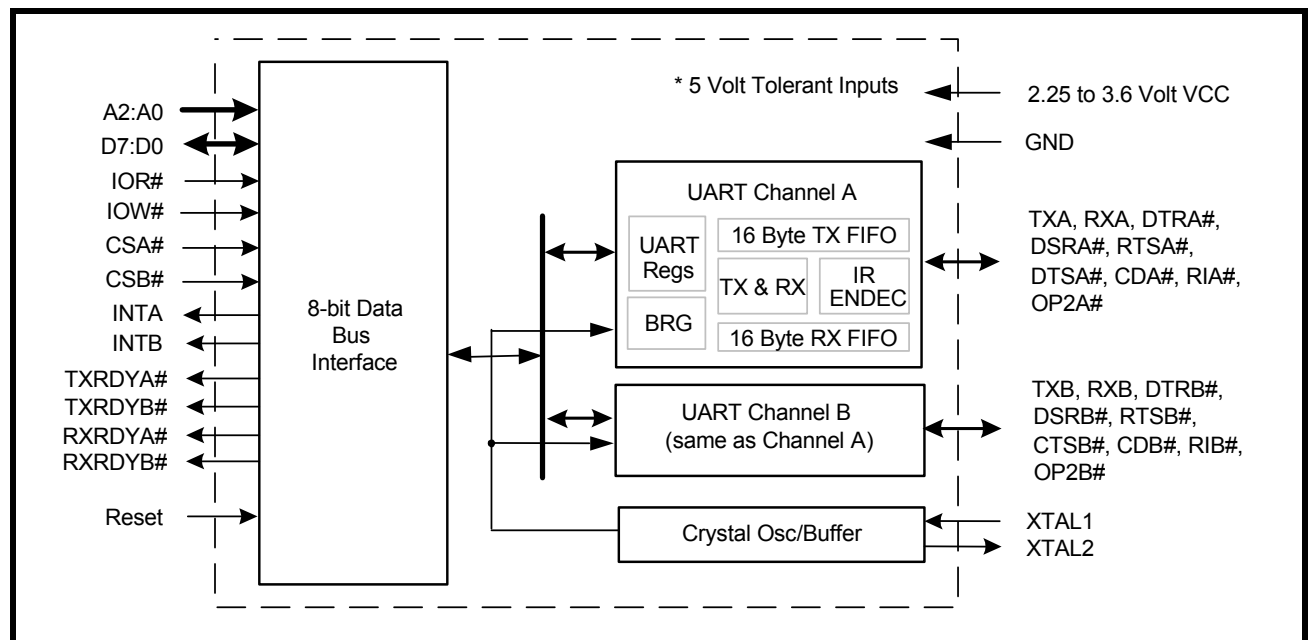 * 5 Volt Tolerant Inputs
2.25 to 3.6 Volt VCC
GND
A2:A0
D7:D0
IOR#
IOW#
CSA#
CSB#
INTA
INTB
TXRDYA#
TXRDYB#
RXRDYA#
RXRDYB#
Reset
8-bit Data
Bus
Interface
UART Channel A
UART
Regs
16 Byte TX FIFO
TX & RX
IR
ENDEC
BRG
16 Byte RX FIFO
TXA, RXA, DTRA#,
DSRA#, RTSA#,
DTSA#, CDA#, RIA#,
OP2A#
UART Channel B
(same as Channel A)
TXB, RXB, DTRB#,
DSRB#, RTSB#,
CTSB#, CDB#, RIB#,
OP2B#
Crystal Osc/Buffer
XTAL1
XTAL2